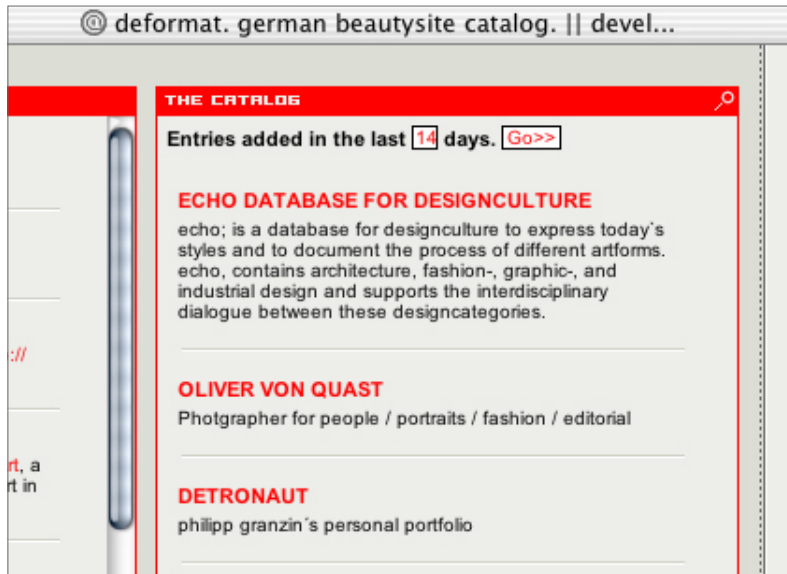 @ deformat. german beautysite catalog. || devel...
THE CATALOG
Entries added in the last 14 days. Go>>
ECHO DATABASE FOR DESIGNCULTURE
echo; is a database for designculture to express today`s
styles and to document the process of different artforms.
echo, contains architecture, fashion-, graphic-, and
industrial design and supports the interdisciplinary
dialogue between these designcategories.
://
OLIVER VON QUAST
Photgrapher for people / portraits / fashion / editorial
rt, a
rt in
DETRONAUT
philipp granzin´s personal portfolio